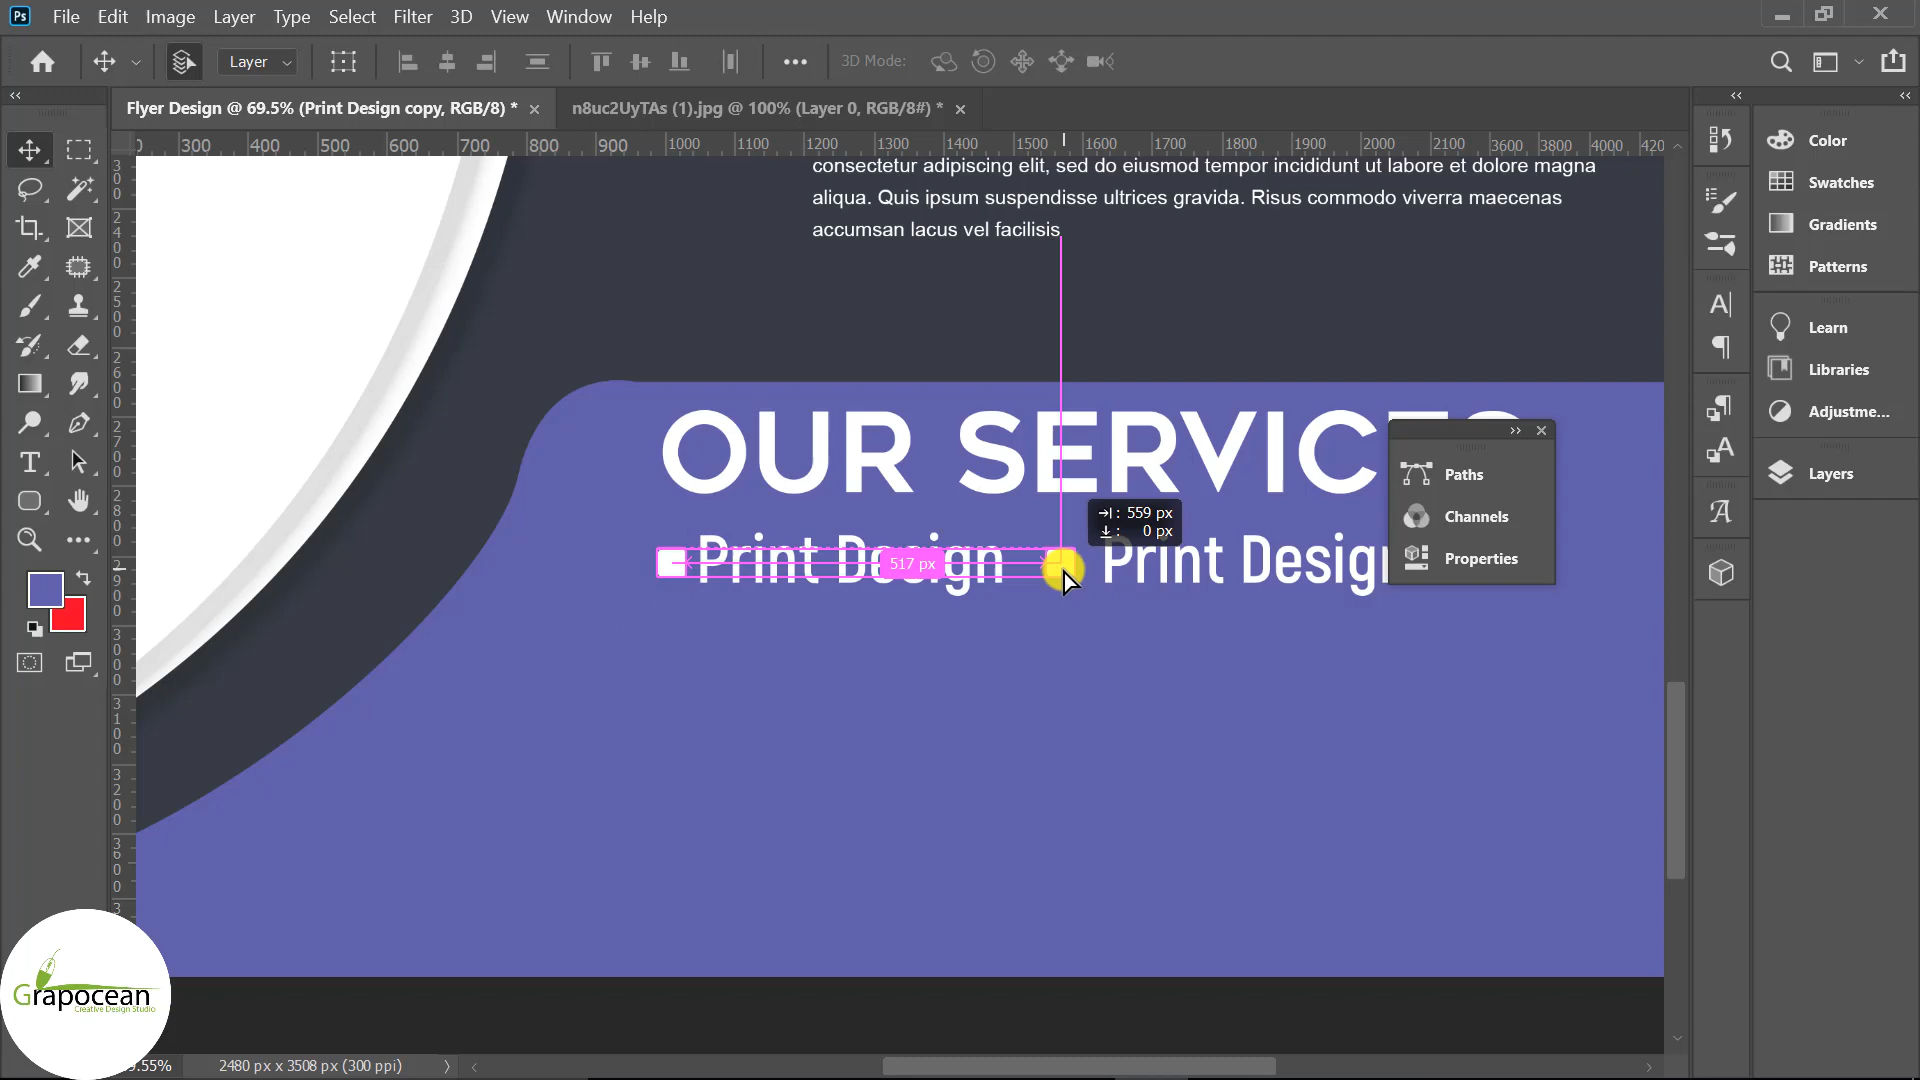 Ps File Edit Image Layer Type Select Filter 3D View Window Help
Layer 3D Mode:
Flyer Design @ 69.5% (Print Design copy, RGB/8) * n8uc2UyTAs (1).jpg @ 100% (Layer 0, RGB/8#) *
300 400 500 600 700 800 900 1000 1100 1200 1300 1400 1500 1600 1700 1800 1900 2000 2100 3600 3800 4000
consectetur adipiscing elit, sed do eiusmod tempor incididunt ut labore et dolore magna
aliqua. Quis ipsum suspendisse ultrices gravida. Risus commodo viverra maecenas
accumsan lacus vel facilisis
Color
Swatches
Gradients
Patterns
Learn
Libraries
Adjustme...
Layers
OUR SERVIC
Paths
Channels
Properties
: 559 px
: 0 px
Print Design Print Design
517 px
Grapocean
Creative Design Studio
9.55% 2480 px x 3508 px (300 ppi)